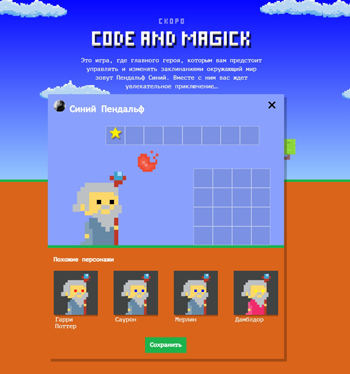 СКОРО
CODE AND MAGICK
Это игра, где главного героя, которым вам предстоит
управлять и изменять заклинаниями окружающий мир
зовут Пендальф Синий. Вместе с ним вас ждет
увлекательное приключение…
Синий Пендальф
Похожие персонажи
Гарри
Поттер
Саурон
Мерлин
Дамбедор
Сохранить